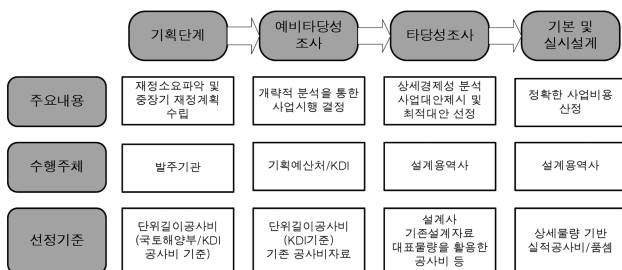 기획단계
예비타당성
조사
타당성조사
기본 및
실시설계
주요내용
재정소요파악 및
중장기 재정계획
수립
개략적 분석을 통한
사업시행 결정
상세경제성 분석
사업대안제시 및
최적대안 선정
정확한 사업비용
산정
수행주체
발주기관
기획예산처/KDI
설계용역사
설계용역사
선정기준
단위길이공사비
(국토해양부/KDI
공사비 기준)
단위길이공사비
(KDI기준)
기존 공사비자료
설계사
기존설계자료
대표물량을 활용한
공사비 등
상세물량 기반
실적공사비/품셈